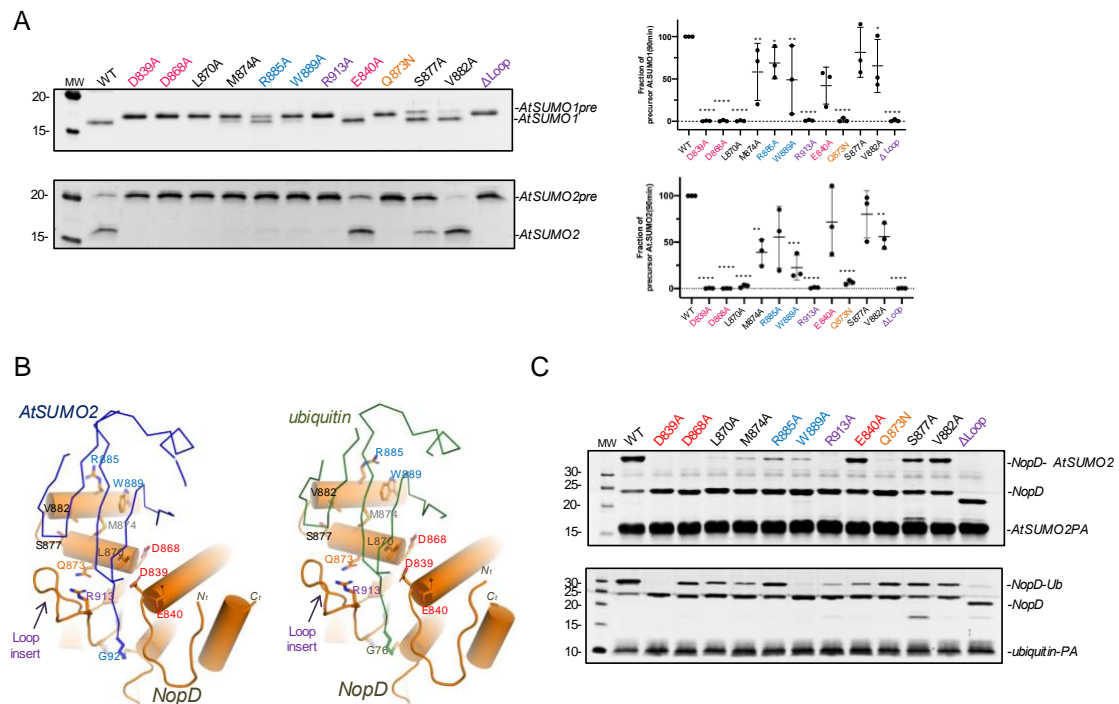 A
MW
WT
D839A
D868A
L870A
M874A
R885A
W889A
R913A
E840A
Q873N
S877A
V882A
ΔLoop
20-
15-
-AtSUMO1pre
-AtSUMO1
20-
15-
AtSUMO2pre
-AtSUMO2
Fraction of
precursor At.SUMO1(90min)
100
50
0
**** **** **** ** * ** **** **** * ****
WT
D839A
D868A
L870A
M874A
R885A
W889A
R913A
E840A
Q873N
S877A
V882A
Δ Loop
Fraction of
precursor At.SUMO2(90min)
100
50
0
**** **** **** ** *** **** **** ** ****
WT
D839A
D868A
L870A
M874A
R885A
W889A
R913A
E840A
Q873N
S877A
V882A
ΔLoop
B
AtSUMO2
R885
W889
V882
M874
S877
L870
D868
Q873
D839
R913
E840
Nt
Ct
Loop
insert
G92
NopD
ubiquitin
R885
W889
V882
M874
S877
L870
D868
Q873
D839
R913
E840
Nt
Ct
Loop
insert
G76
NopD
C
MW
WT
D839A
D868A
L870A
M874A
R885A
W889A
R913A
E840A
Q873N
S877A
V882A
ΔLoop
30-
25-
20-
15-
-NopD- AtSUMO2
-NopD
-AtSUMO2PA
30-
25-
20-
15-
10-
-NopD-Ub
-NopD
-ubiquitin-PA